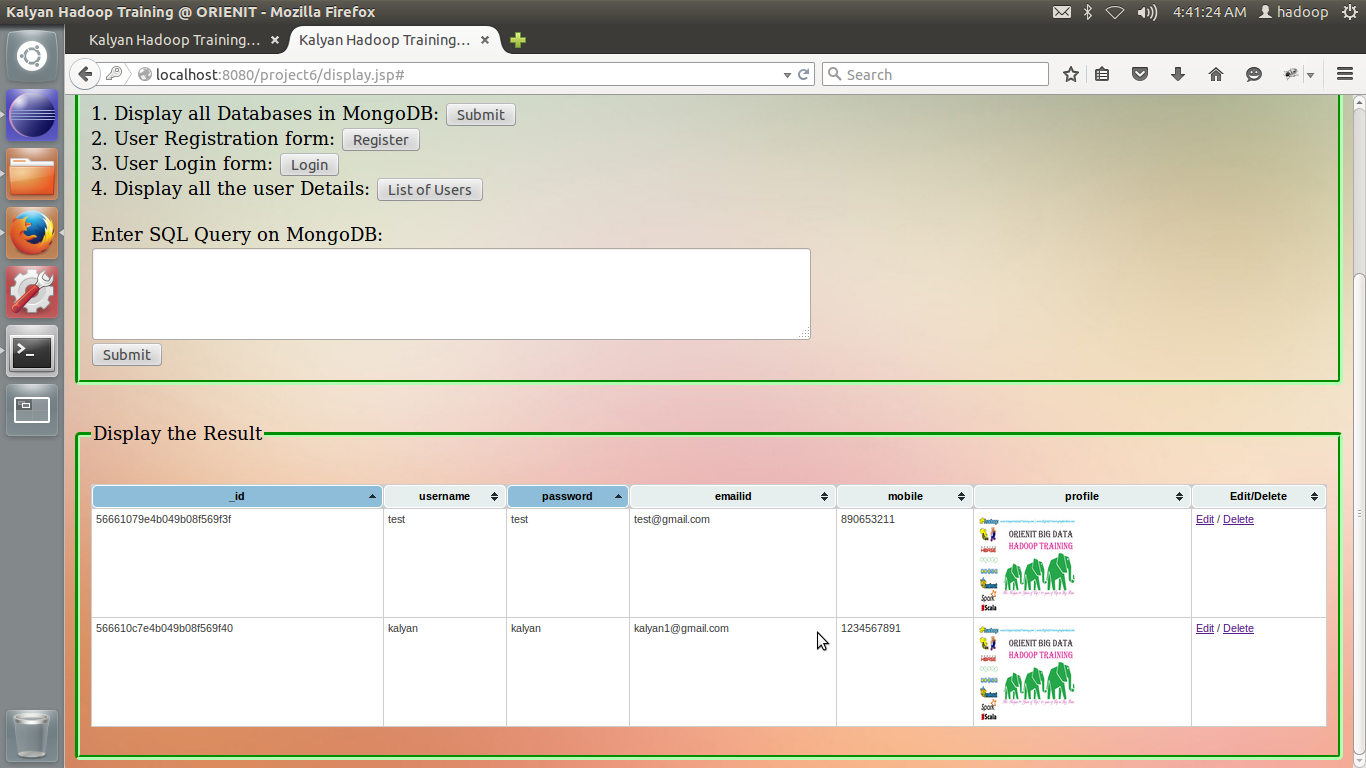 Kalyan Hadoop Training @ ORIENIT - Mozilla Firefox
4:41:24 AM hadoop
Kalyan Hadoop Training...
Kalyan Hadoop Training...
localhost:8080/project6/display.jsp#
Search
1. Display all Databases in MongoDB: Submit
2. User Registration form: Register
3. User Login form: Login
4. Display all the user Details: List of Users
Enter SQL Query on MongoDB:
Submit
Display the Result
_id username password emailid mobile profile Edit/Delete
56661079e4b049b08f569f3f test test test@gmail.com 890653211 Edit / Delete
ORIENIT BIG DATA
HADOOP TRAINING
Spark
Scala
566610c7e4b049b08f569f40 kalyan kalyan kalyan1@gmail.com 1234567891 Edit / Delete
ORIENIT BIG DATA
HADOOP TRAINING
Spark
Scala